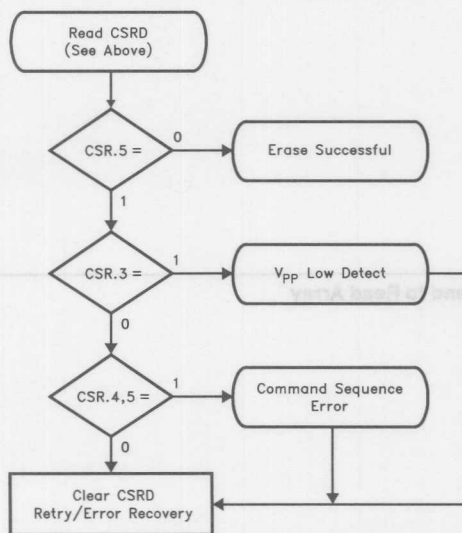 Read CSRD
(See Above)
CSR.5 =
0
Erase Successful
1
CSR.3 =
1
VPP Low Detect
0
CSR.4,5 =
1
Command Sequence
Error
0
Clear CSRD
Retry/Error Recovery